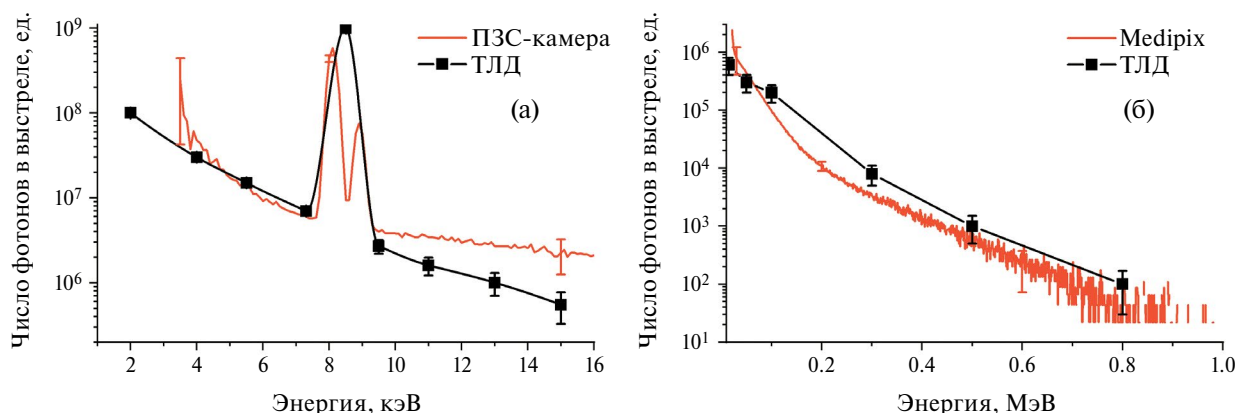 Число фотонов в выстреле, ед.
10⁹
10⁸
10⁷
10⁶
ПЗС-камера
ТЛД
(а)
2 4 6 8 10 12 14 16
Энергия, кэВ
Число фотонов в выстреле, ед.
10⁶
10⁵
10⁴
10³
10²
10¹
Medipix
ТЛД
(б)
0.2 0.4 0.6 0.8 1.0
Энергия, МэВ